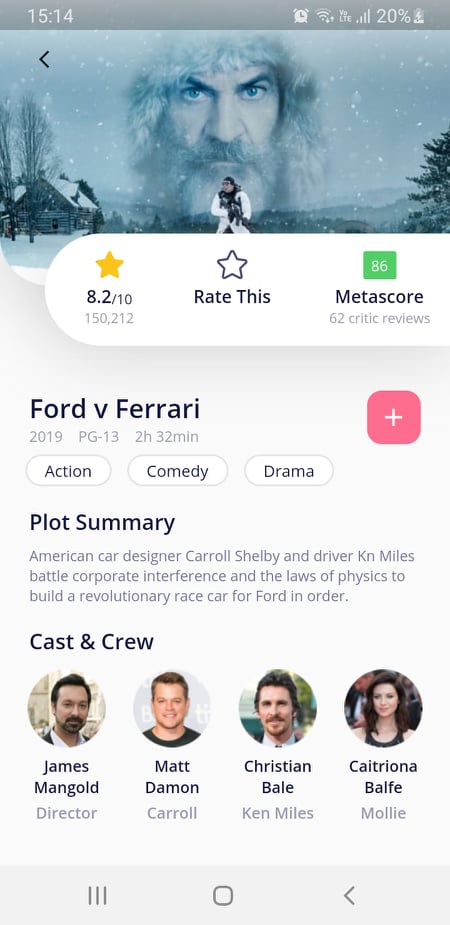 15:14
Vo
LTE
20%
86
8.2/10
Rate This
Metascore
150,212
62 critic reviews
Ford v Ferrari
2019 PG-13 2h 32min
Action
Comedy
Drama
Plot Summary
American car designer Carroll Shelby and driver Kn Miles
battle corporate interference and the laws of physics to
build a revolutionary race car for Ford in order.
Cast & Crew
James
Mangold
Director
Matt
Damon
Carroll
Christian
Bale
Ken Miles
Caitriona
Balfe
Mollie